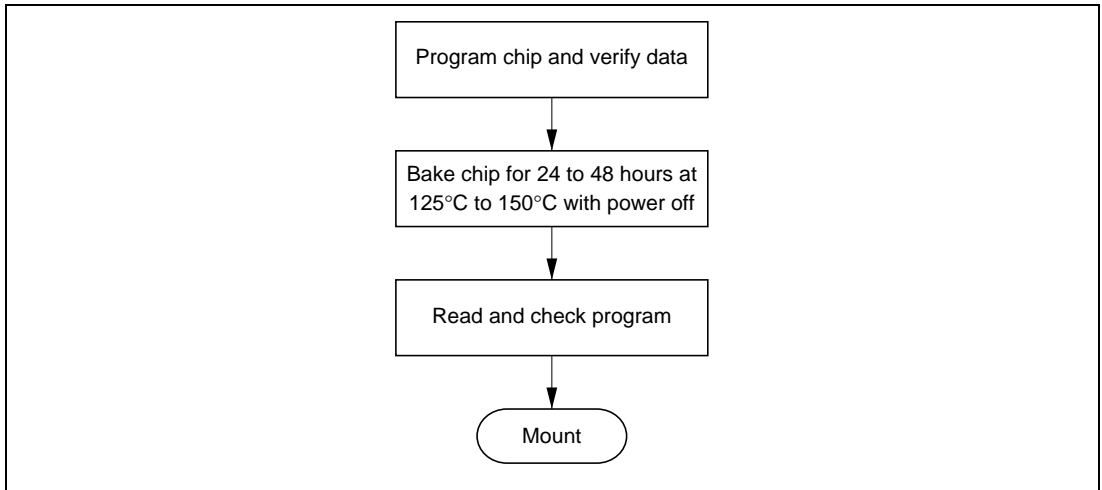 Program chip and verify data
Bake chip for 24 to 48 hours at
125°C to 150°C with power off
Read and check program
Mount